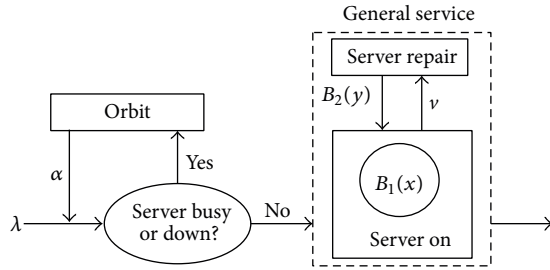 General service
Server repair
B₂(y)
ν
Orbit
α
Yes
B₁(x)
λ
Server busy
or down?
No
Server on